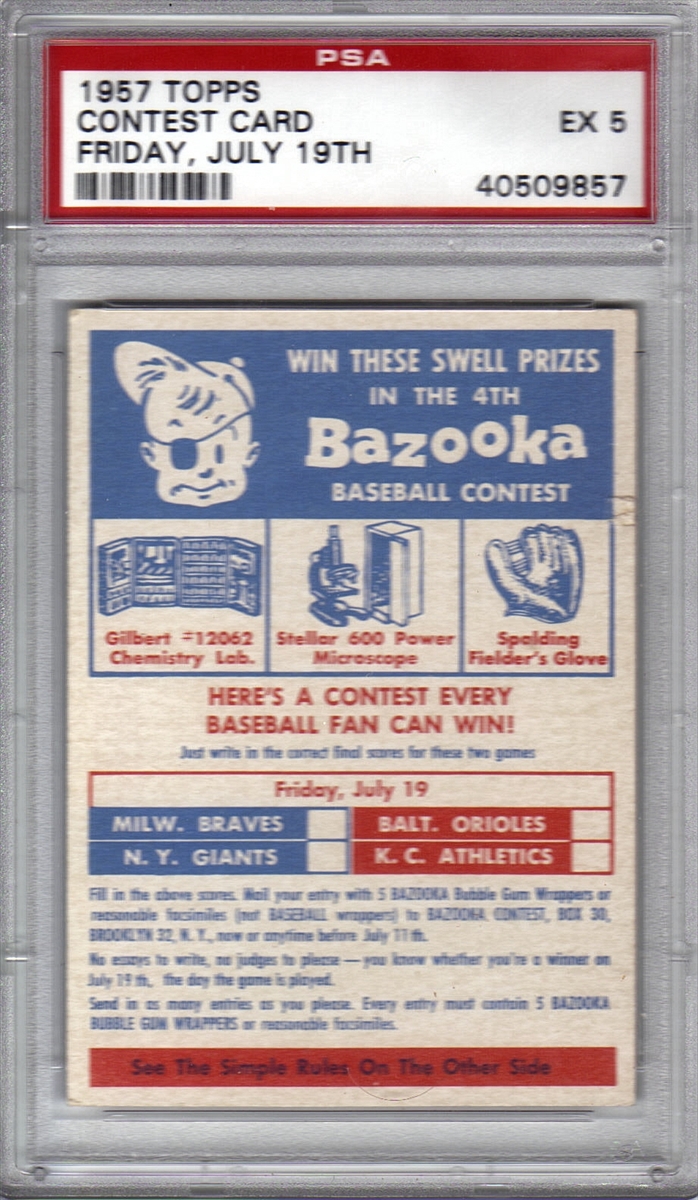 PSA
1957 TOPPS
CONTEST CARD EX 5
FRIDAY, JULY 19TH
40509857
WIN THESE SWELL PRIZES
IN THE 4TH
Bazooka
BASEBALL CONTEST
Gilbert #12062
Chemistry Lab.
Stellar 600 Power
Microscope
Spalding
Fielder's Glove
HERE'S A CONTEST EVERY
BASEBALL FAN CAN WIN!
Just write in the correct final scores for these two games
Friday, July 19
MILW. BRAVES BALT. ORIOLES
N. Y. GIANTS K. C. ATHLETICS
Fill in the above scores. Mail your entry with 5 BAZOOKA Bubble Gum Wrappers or
reasonable facsimiles (not BASEBALL wrappers) to BAZOOKA CONTEST, BOX 30,
BROOKLYN 32, N. Y., now or anytime before July 11th.
No essays to write, no judges to please — you know whether you're a winner on
July 19th, the day the game is played.
Send in as many entries as you please. Every entry must contain 5 BAZOOKA
BUBBLE GUM WRAPPERS or reasonable facsimiles.
See The Simple Rules On The Other Side